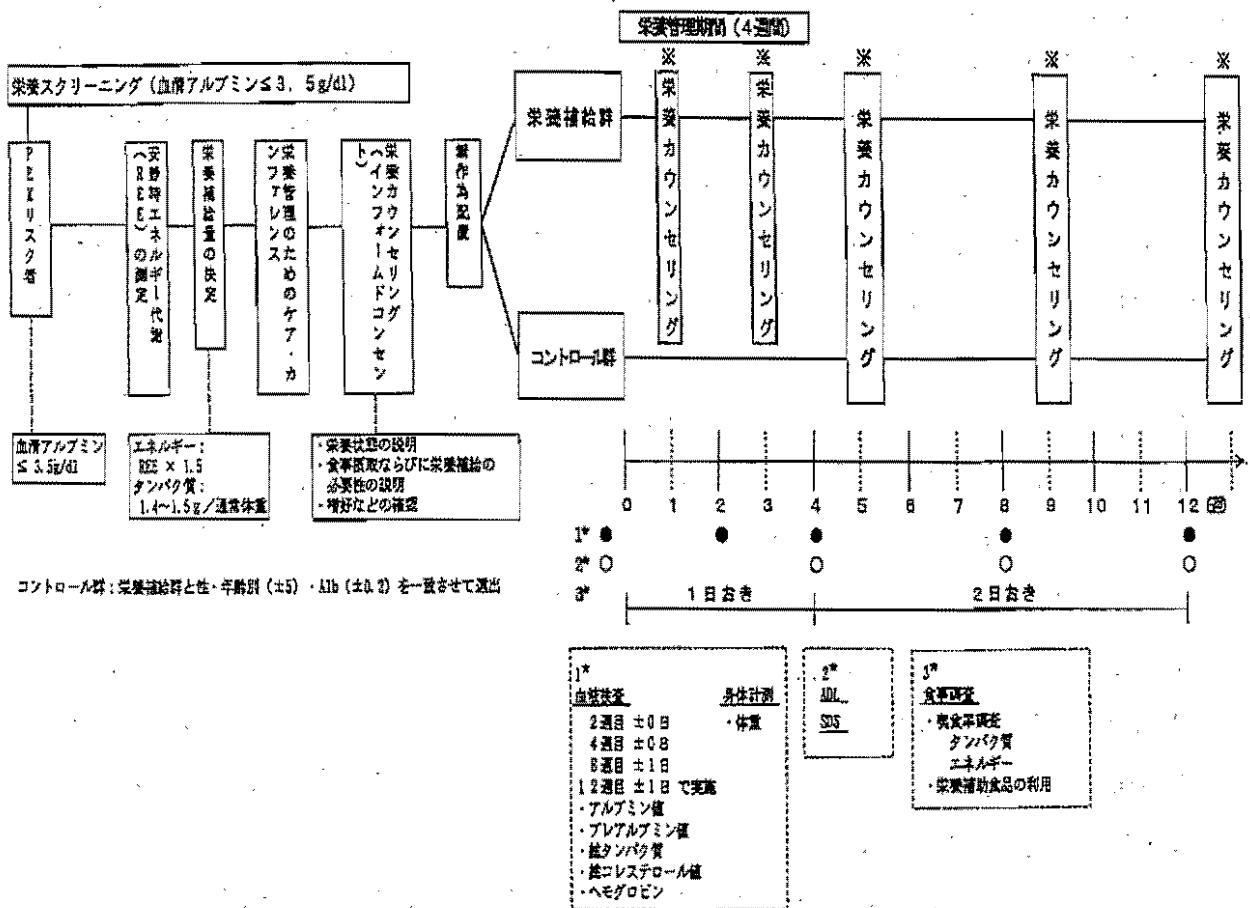 栄養管理期間(4週間)
※ ※ ※ ※ ※
栄養スクリーニング(血清アルブミン≦3.5g/dl)
PEMリスク者
安静時エネルギー代謝(REE)の測定
栄養補給量の決定
栄養管理のためのケア・カンファレンス
栄養カウンセリング(インフォームドコンセント)
無作為配置
栄養補給群
コントロール群
栄養カウンセリング
栄養カウンセリング
栄養カウンセリング
栄養カウンセリング
栄養カウンセリング
血清アルブミン
≦3.5g/dl
エネルギー:
REE × 1.5
タンパク質:
1.4~1.5g/通常体重
・栄養状態の説明
・食事摂取ならびに栄養補給の
必要性の説明
・嗜好などの確認
0 1 2 3 4 5 6 7 8 9 10 11 12 週
1* ● ● ● ● ●
2* ○ ○ ○ ○
3* 1日おき 2日おき
コントロール群:栄養補給群と性・年齢別(±5)・Alb(±0.2)を一致させて選出
1*
血液検査 身体計測
2週目 ±0日 ・体重
4週目 ±0日
8週目 ±1日
12週目 ±1日 で実施
・アルブミン値
・プレアルブミン値
・総タンパク質
・総コレステロール値
・ヘモグロビン
2*
ADL
SDS
3*
食事調査
・喫食率調査
タンパク質
エネルギー
・栄養補助食品の利用